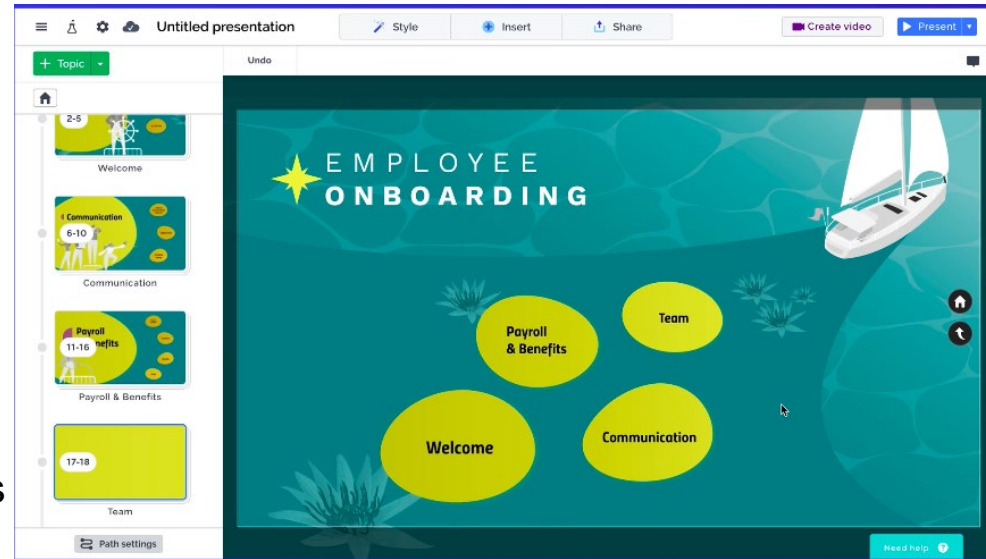 Untitled presentation
Style
Insert
Share
Create video
Present
+ Topic
Undo
2-5
Welcome
Communication
6-10
Communication
Payroll
11-16 nefits
Payroll & Benefits
17-18
Team
Path settings
EMPLOYEE
ONBOARDING
Payroll
& Benefits
Team
Welcome
Communication
Need help ?
s